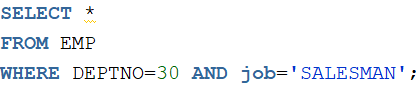 SELECT *
FROM EMP
WHERE DEPTNO=30 AND job='SALESMAN';